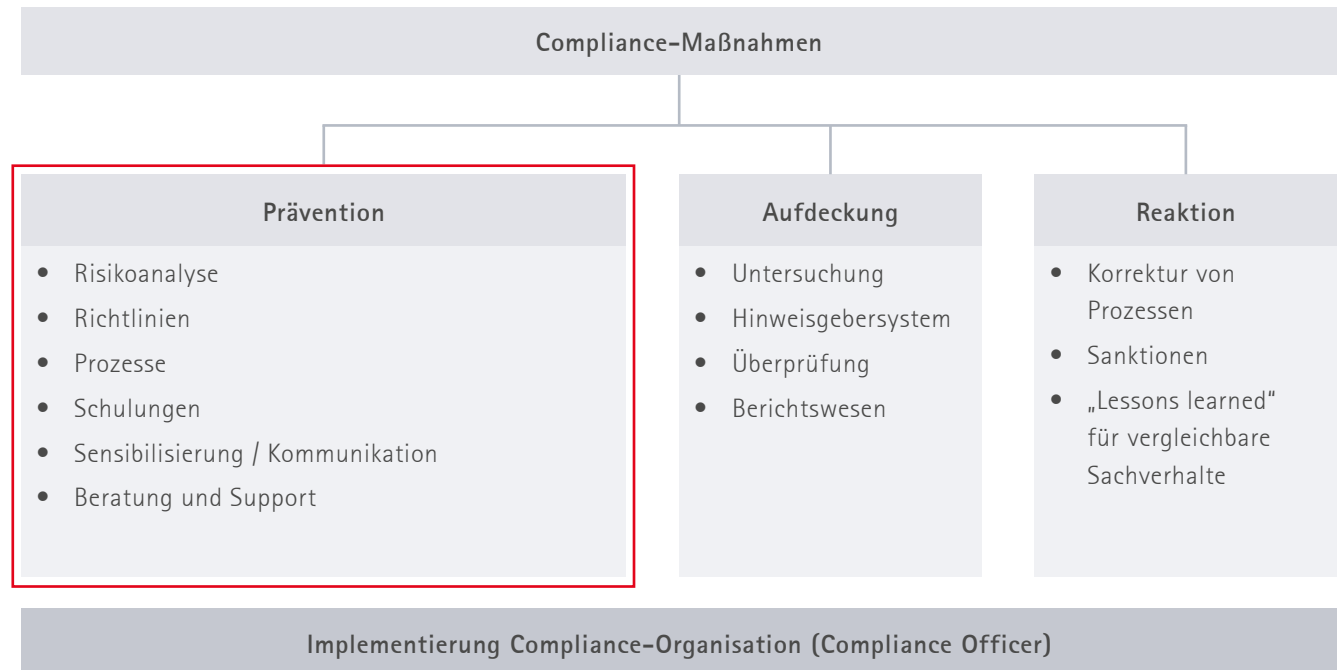 Compliance-Maßnahmen
Prävention
• Risikoanalyse
• Richtlinien
• Prozesse
• Schulungen
• Sensibilisierung / Kommunikation
• Beratung und Support
Aufdeckung
• Untersuchung
• Hinweisgebersystem
• Überprüfung
• Berichtswesen
Reaktion
• Korrektur von
Prozessen
• Sanktionen
• „Lessons learned“
für vergleichbare
Sachverhalte
Implementierung Compliance-Organisation (Compliance Officer)